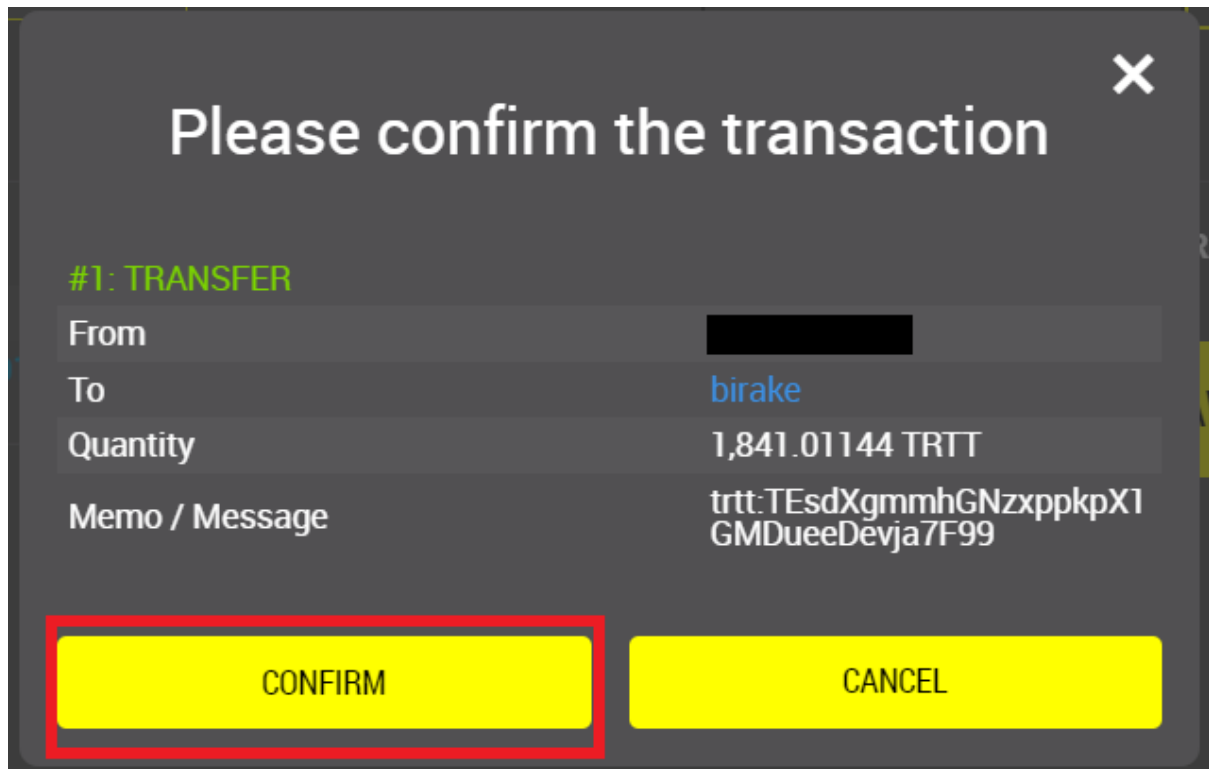 Please confirm the transaction
#1: TRANSFER
From
To birake
Quantity 1,841.01144 TRTT
Memo / Message trtt:TEsdXgmmhGNzxppkpX1
GMDueeDevja7F99
CONFIRM CANCEL